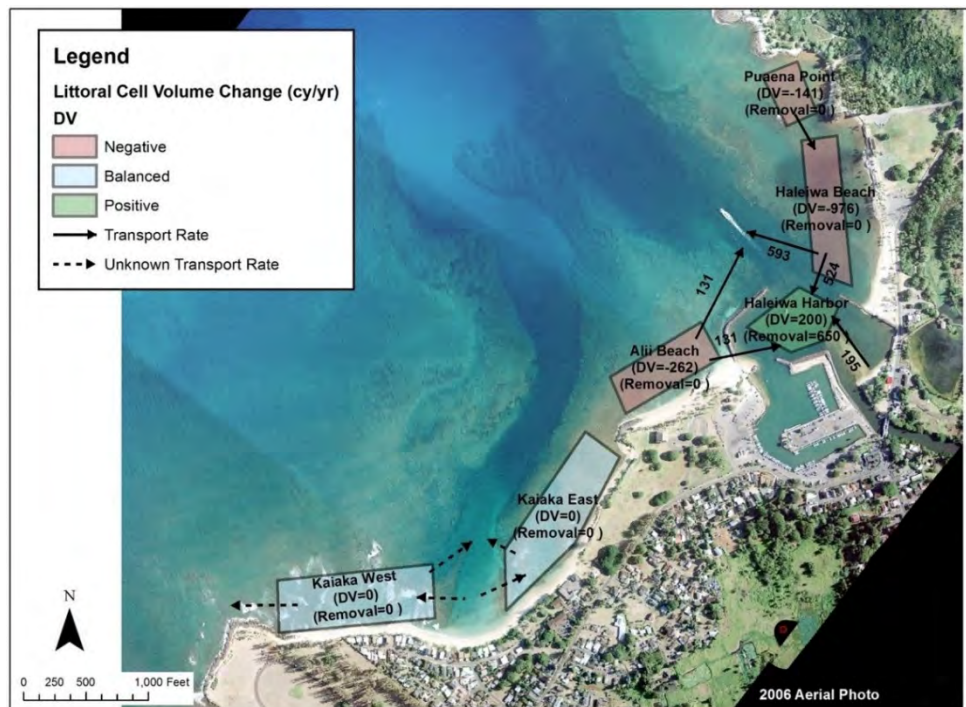 Legend
Littoral Cell Volume Change (cy/yr)
DV
Negative
Balanced
Positive
Transport Rate
Unknown Transport Rate
Puaena Point
(DV=-141)
(Removal=0 )
Haleiwa Beach
(DV=-976)
(Removal=0 )
593
524
131
Haleiwa Harbor
(DV=200)
(Removal=650 )
131
195
Alii Beach
(DV=-262)
(Removal=0 )
Kaiaka East
(DV=0)
(Removal=0 )
Kaiaka West
(DV=0)
(Removal=0 )
N
0 250 500 1,000 Feet
2006 Aerial Photo